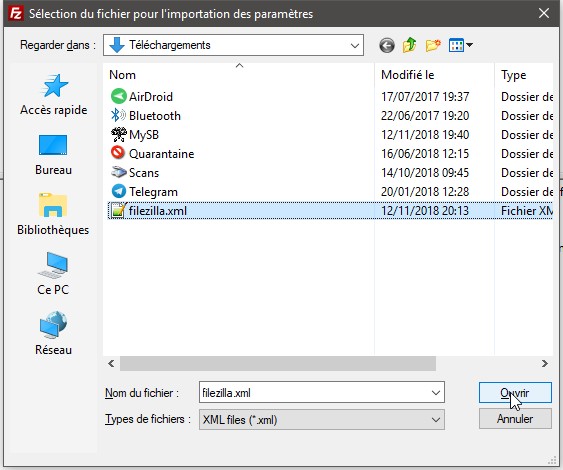 Fz Sélection du fichier pour l'importation des paramètres
Regarder dans : Téléchargements
Nom Modifié le Type
AirDroid 17/07/2017 19:37 Dossier de
Bluetooth 22/06/2017 19:20 Dossier de
MySB 12/11/2018 19:40 Dossier de
Quarantaine 16/06/2018 12:15 Dossier de
Scans 14/10/2018 09:45 Dossier de
Telegram 20/01/2018 12:28 Dossier de
filezilla.xml 12/11/2018 20:13 Fichier XM
Accès rapide
Bureau
Bibliothèques
Ce PC
Réseau
Nom du fichier : filezilla.xml Ouvrir
Types de fichiers : XML files (*.xml) Annuler